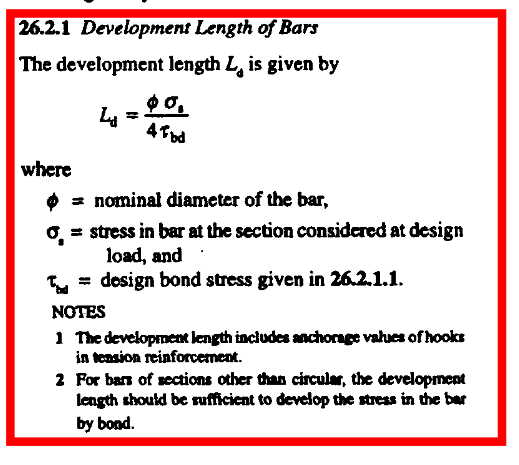 26.2.1 Development Length of Bars
The development length L_d is given by
L_d = ϕ σ_s / 4 τ_bd
where
ϕ = nominal diameter of the bar,
σ_s = stress in bar at the section considered at design
load, and
τ_bd = design bond stress given in 26.2.1.1.
NOTES
1 The development length includes anchorage values of hooks
in tension reinforcement.
2 For bars of sections other than circular, the development
length should be sufficient to develop the stress in the bar
by bond.